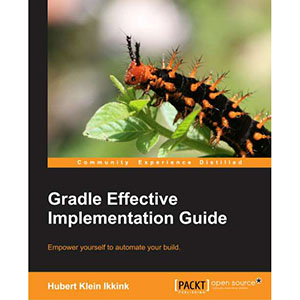 Community Experience Distilled
Gradle Effective
Implementation Guide
Empower yourself to automate your build.
Hubert Klein Ikkink
PACKT
PUBLISHING
open source